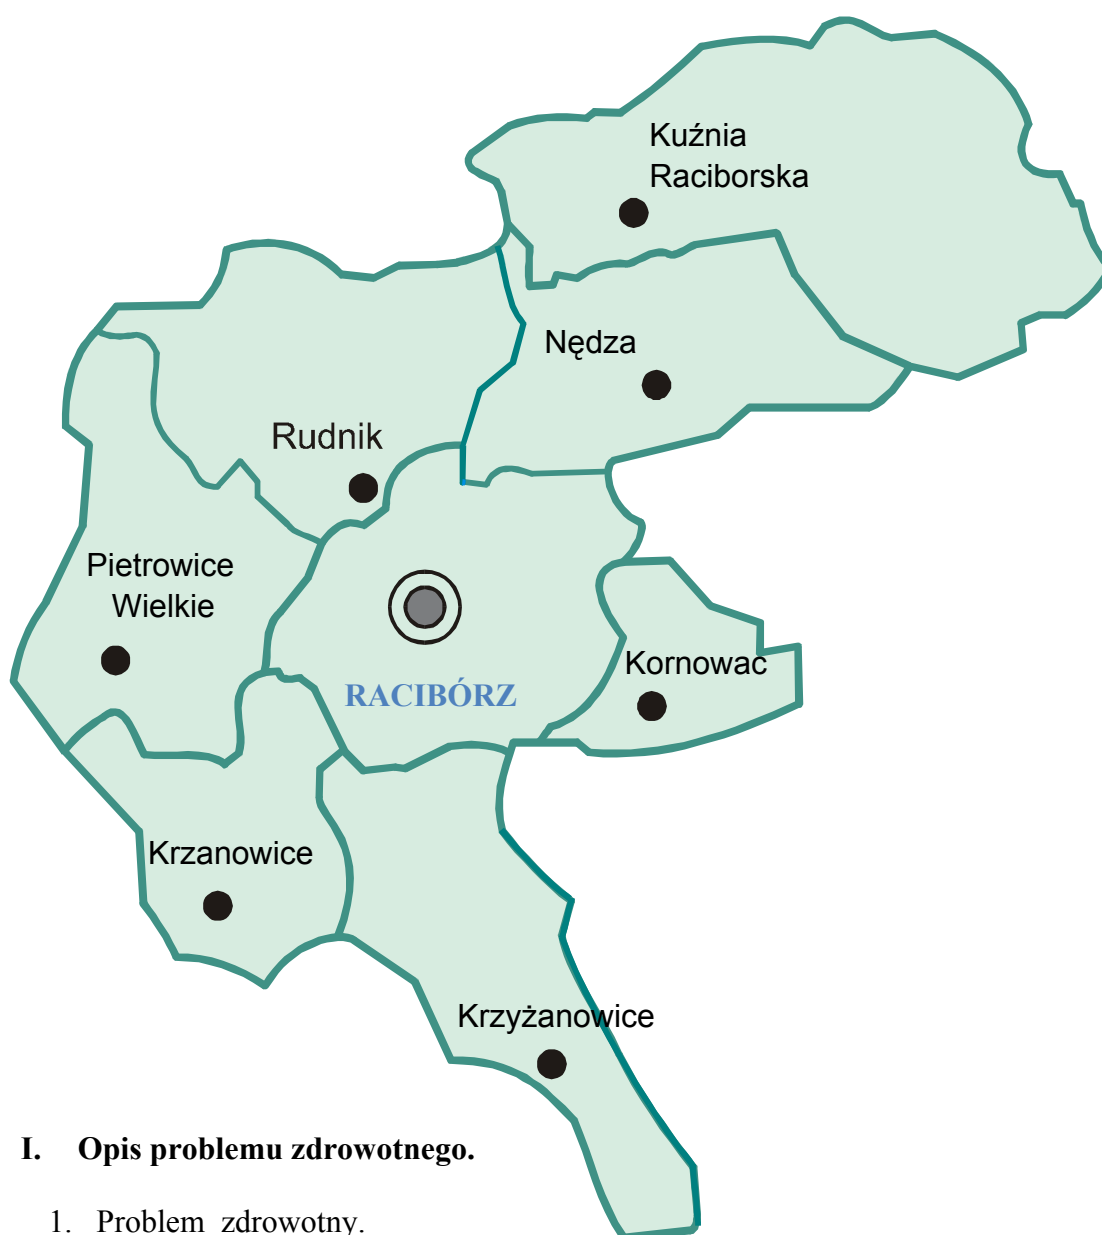 Kuźnia
Raciborska
Nędza
Rudnik
Pietrowice
Wielkie
Kornowac
RACIBÓRZ
Krzanowice
Krzyżanowice
I. Opis problemu zdrowotnego.
1. Problem zdrowotny.